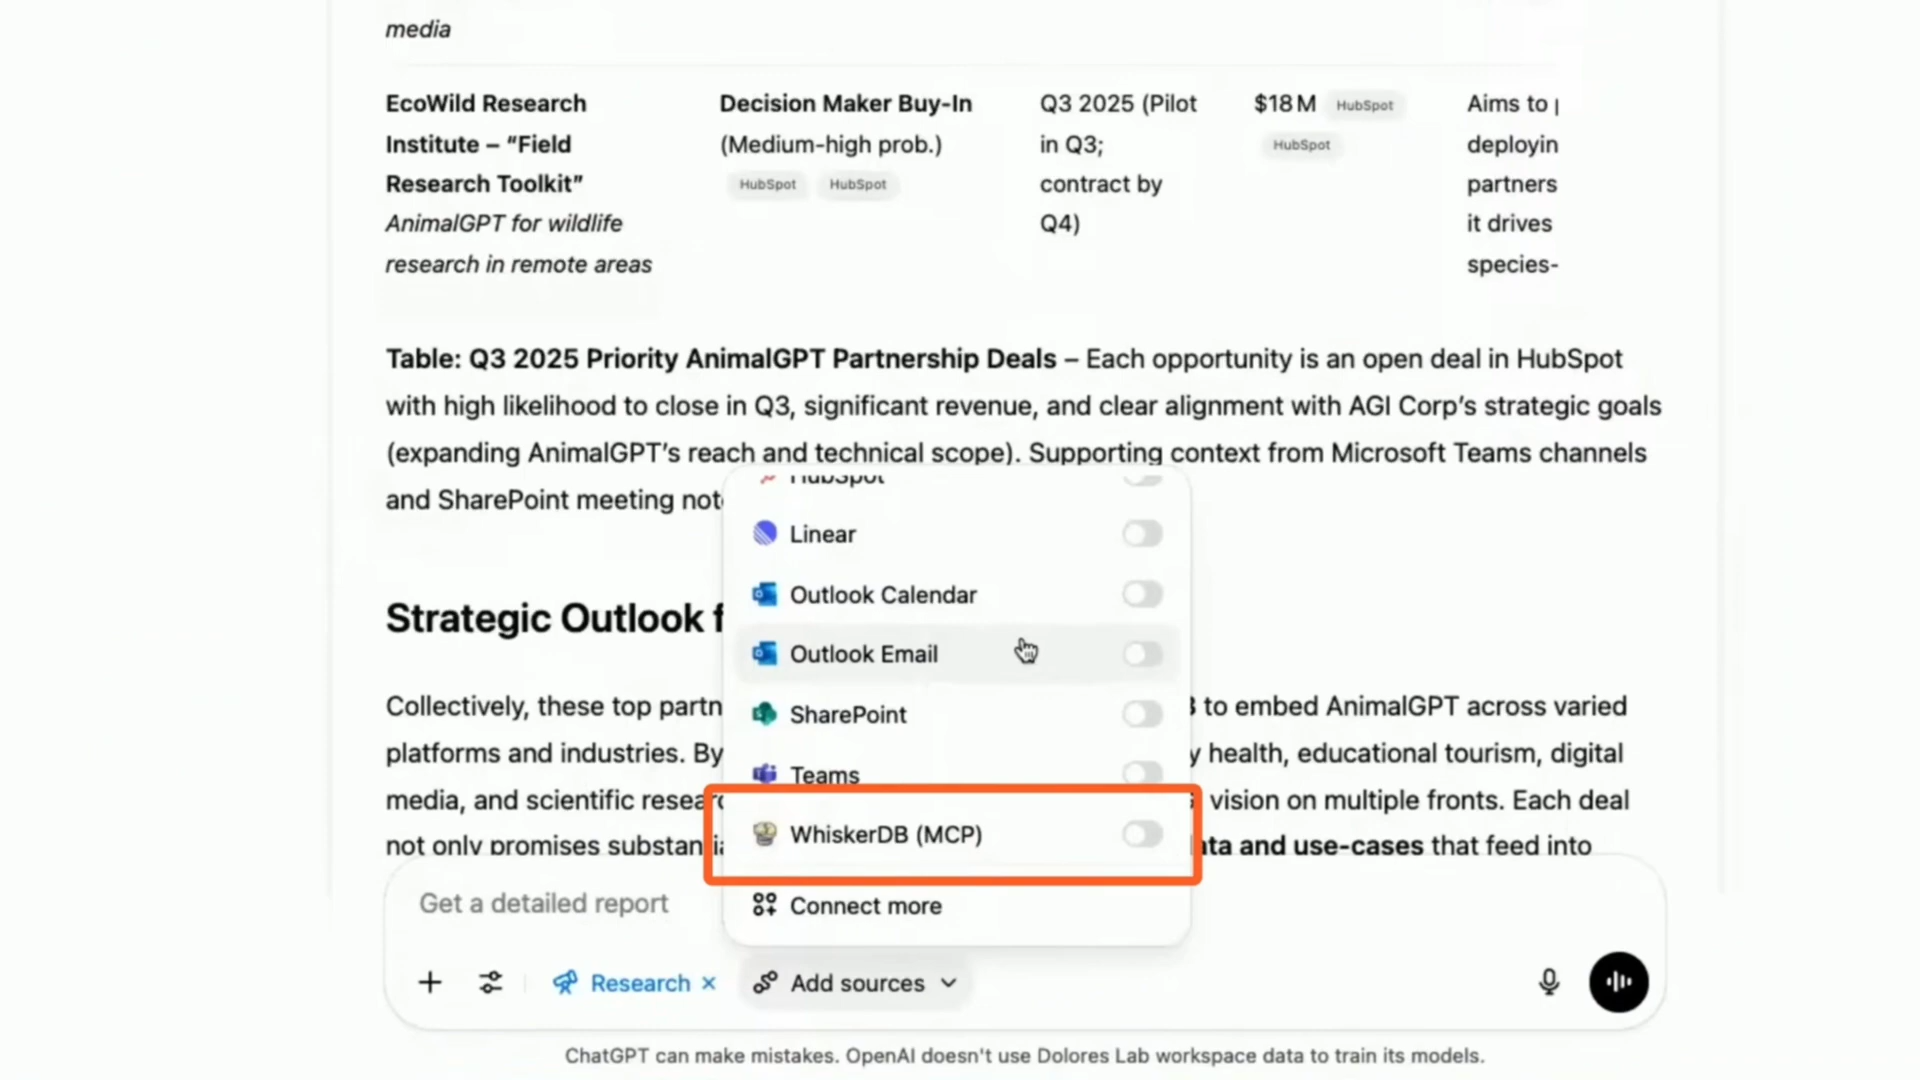 media
EcoWild Research
Institute – “Field
Research Toolkit”
AnimalGPT for wildlife
research in remote areas
Decision Maker Buy-In
(Medium-high prob.)
HubSpot HubSpot
Q3 2025 (Pilot
in Q3;
contract by
Q4)
$18M HubSpot
HubSpot
Aims to
deployin
partners
it drives
species-
Table: Q3 2025 Priority AnimalGPT Partnership Deals – Each opportunity is an open deal in HubSpot
with high likelihood to close in Q3, significant revenue, and clear alignment with AGI Corp’s strategic goals
(expanding AnimalGPT’s reach and technical scope). Supporting context from Microsoft Teams channels
and SharePoint meeting not
HubSpot
Linear
Outlook Calendar
Outlook Email
SharePoint
Teams
WhiskerDB (MCP)
Connect more
Strategic Outlook f
Collectively, these top partn to embed AnimalGPT across varied
platforms and industries. By y health, educational tourism, digital
media, and scientific resear vision on multiple fronts. Each deal
not only promises substan ta and use-cases that feed into
Get a detailed report
Research × Add sources
ChatGPT can make mistakes. OpenAI doesn't use Dolores Lab workspace data to train its models.